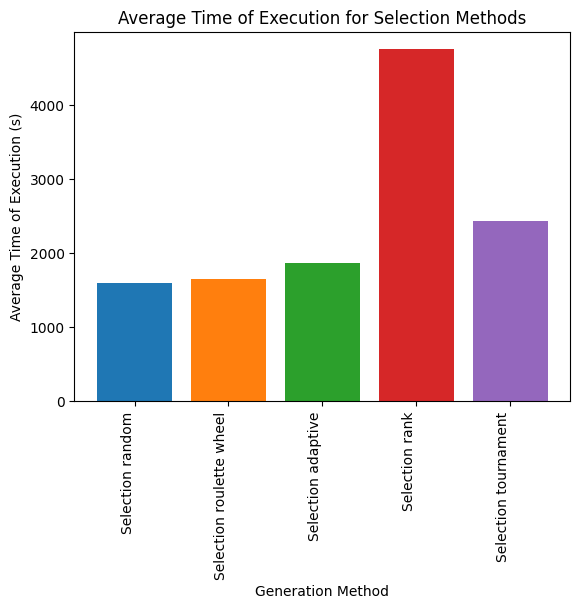 Average Time of Execution for Selection Methods
Average Time of Execution (s)
4000
3000
2000
1000
0
Selection random
Selection roulette wheel
Selection adaptive
Selection rank
Selection tournament
Generation Method